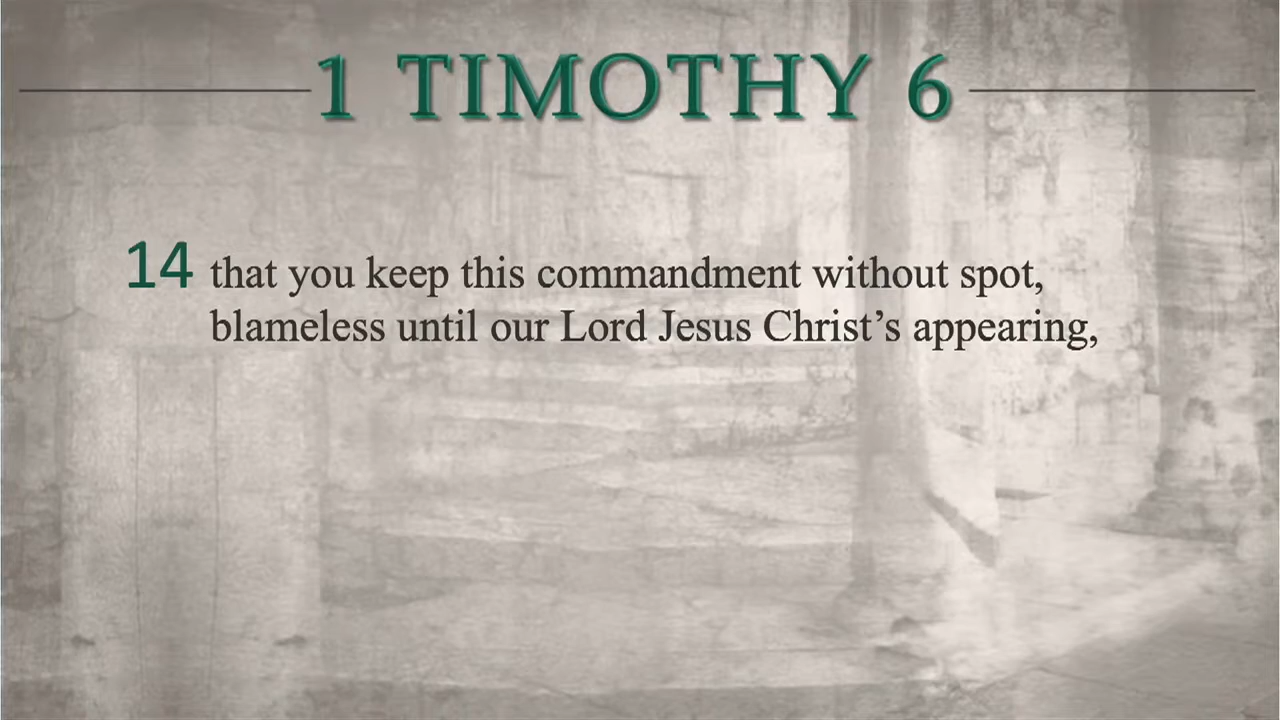 1 TIMOTHY 6
14 that you keep this commandment without spot,
blameless until our Lord Jesus Christ’s appearing,